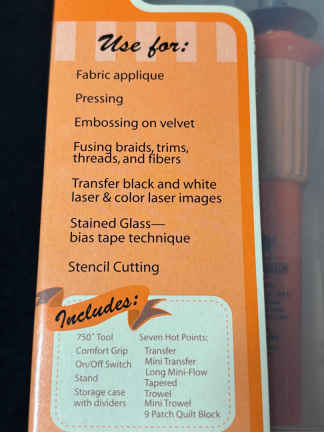 Use for:
Fabric applique
Pressing
Embossing on velvet
Fusing braids, trims,
threads, and fibers
Transfer black and white
laser & color laser images
Stained Glass—
bias tape technique
Stencil Cutting
Includes:
750° Tool
Comfort Grip
On/Off Switch
Stand
Storage case
with dividers
Seven Hot Points:
Transfer
Mini Transfer
Long Mini-Flow
Tapered
Trowel
Mini Trowel
9 Patch Quilt Block